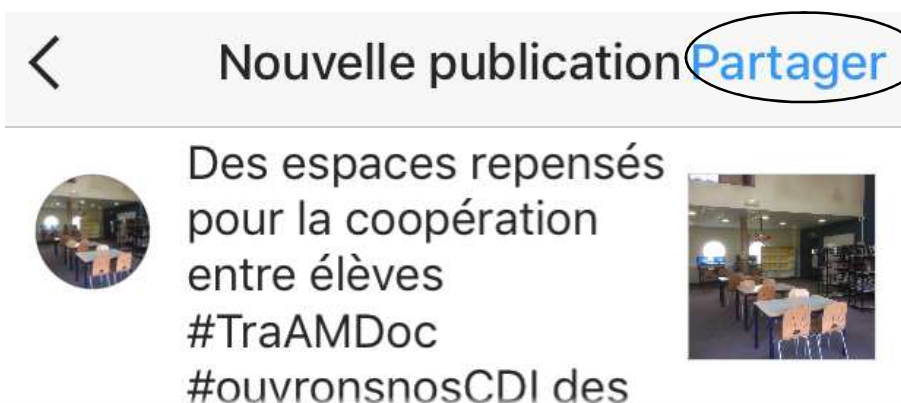 Nouvelle publication Partager
Des espaces repensés
pour la coopération
entre élèves
#TraAMDoc
#ouvronsnosCDI des